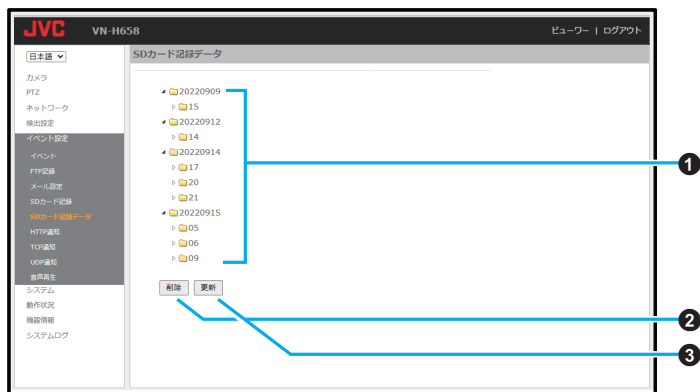 JVC VN-H658 ビューワー | ログアウト
日本語
SDカード記録データ
カメラ
PTZ
ネットワーク
検出設定
イベント設定
イベント
FTP記録
メール設定
SDカード記録
SDカード記録データ
HTTP通知
TCP通知
UDP通知
音声再生
システム
動作状況
機器情報
システムログ
20220909
15
20220912
14
20220914
17
20
21
20220915
05
06
09
削除 更新
1
2
3